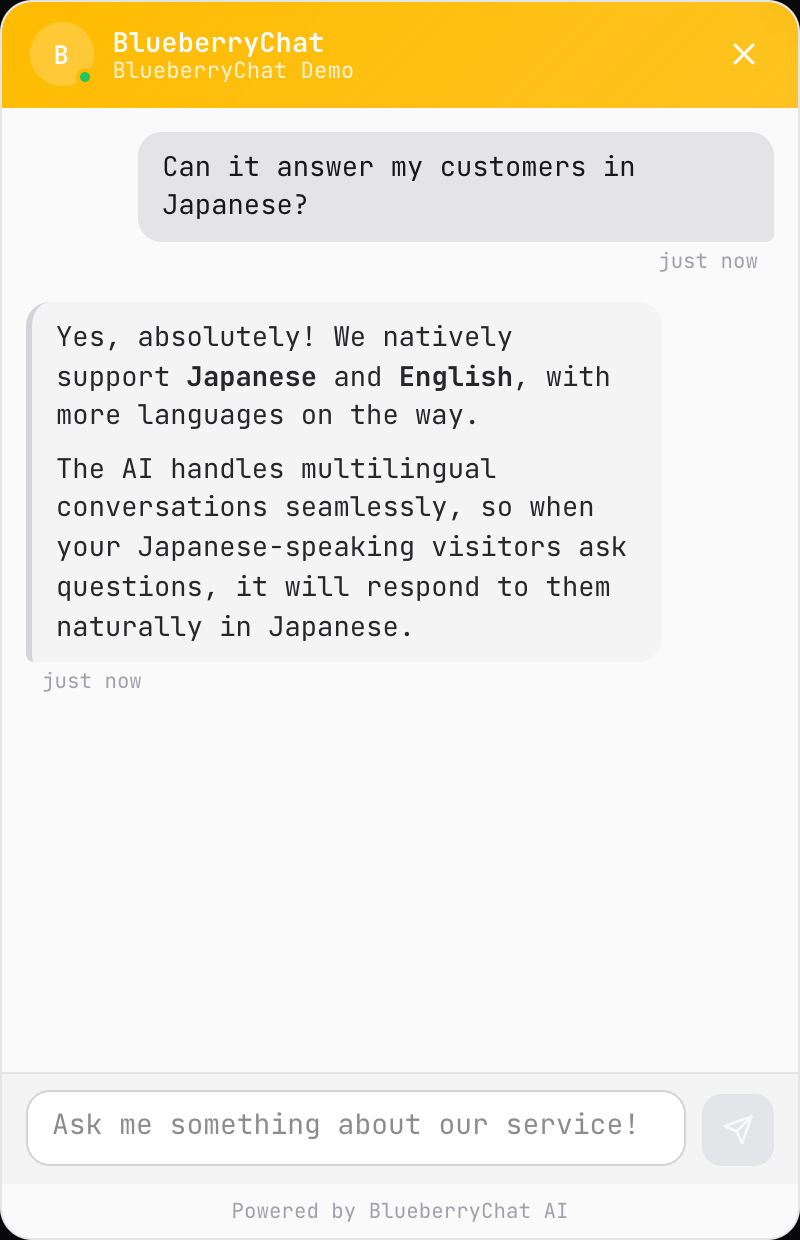 B
BlueberryChat
BlueberryChat Demo
Can it answer my customers in
Japanese?
just now
Yes, absolutely! We natively
support Japanese and English, with
more languages on the way.
The AI handles multilingual
conversations seamlessly, so when
your Japanese-speaking visitors ask
questions, it will respond to them
naturally in Japanese.
just now
Ask me something about our service!
Powered by BlueberryChat AI